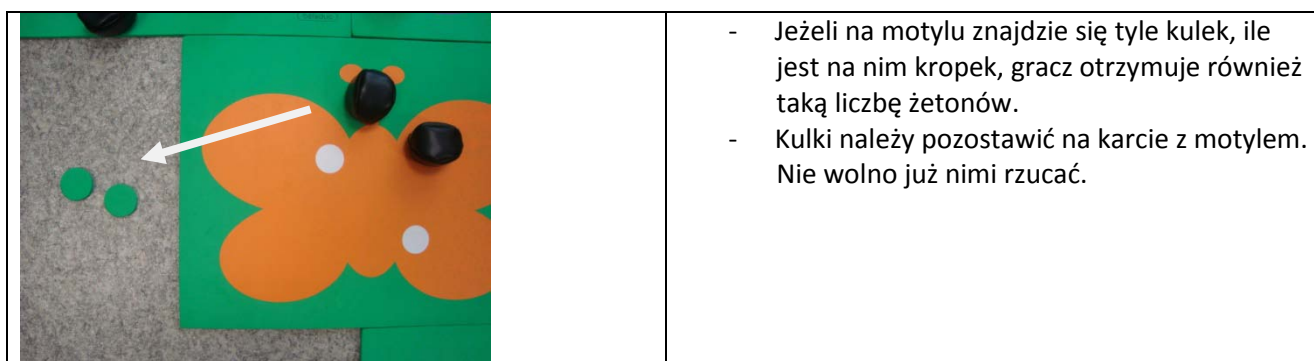 - Jeżeli na motylu znajdzie się tyle kulek, ile
jest na nim kropek, gracz otrzymuje również
taką liczbę żetonów.
- Kulki należy pozostawić na karcie z motylem.
Nie wolno już nimi rzucać.